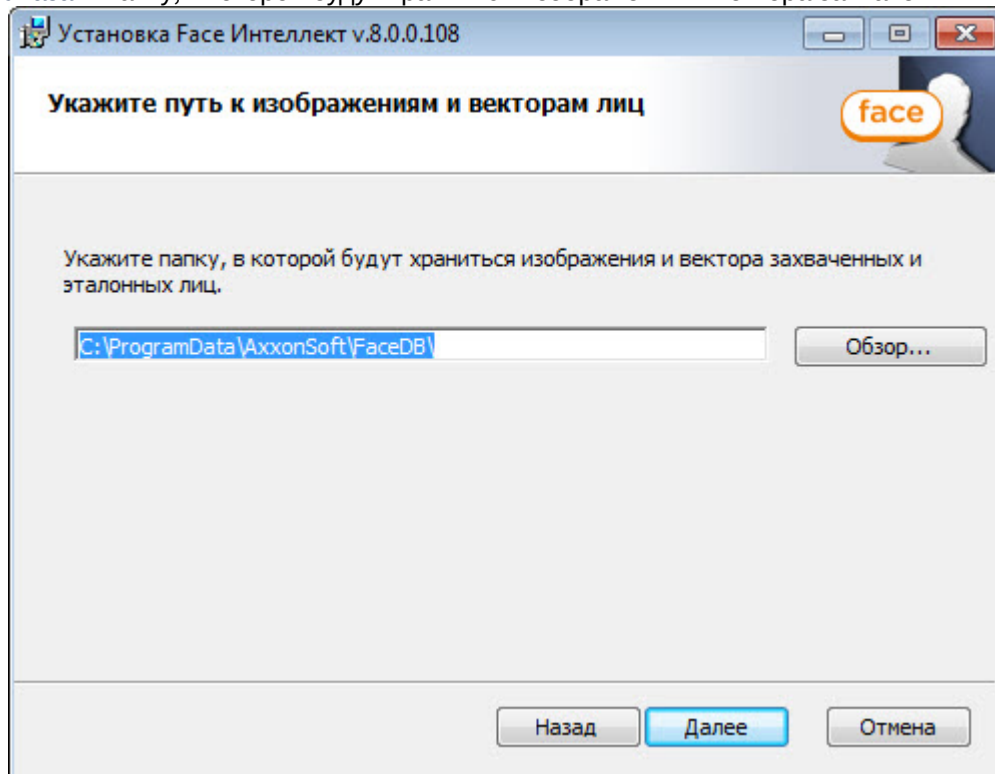 Установка Face Интеллект v.8.0.0.108
Укажите путь к изображениям и векторам лиц
face
Укажите папку, в которой будут храниться изображения и вектора захваченных и
эталонных лиц.
C:\ProgramData\AxxonSoft\FaceDB\
Обзор...
Назад Далее Отмена